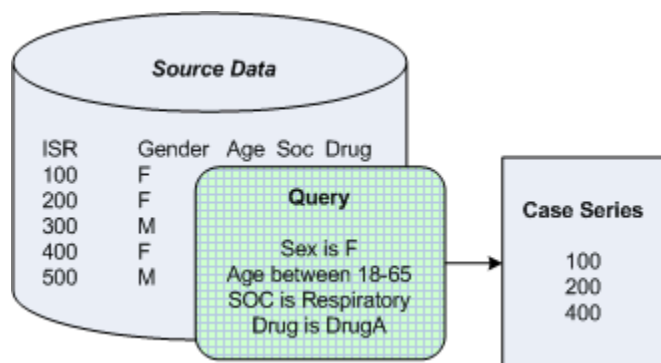 Source Data
ISR Gender Age Soc Drug
100 F
200 F
300 M
400 F
500 M
Query
Sex is F
Age between 18-65
SOC is Respiratory
Drug is DrugA
Case Series
100
200
400